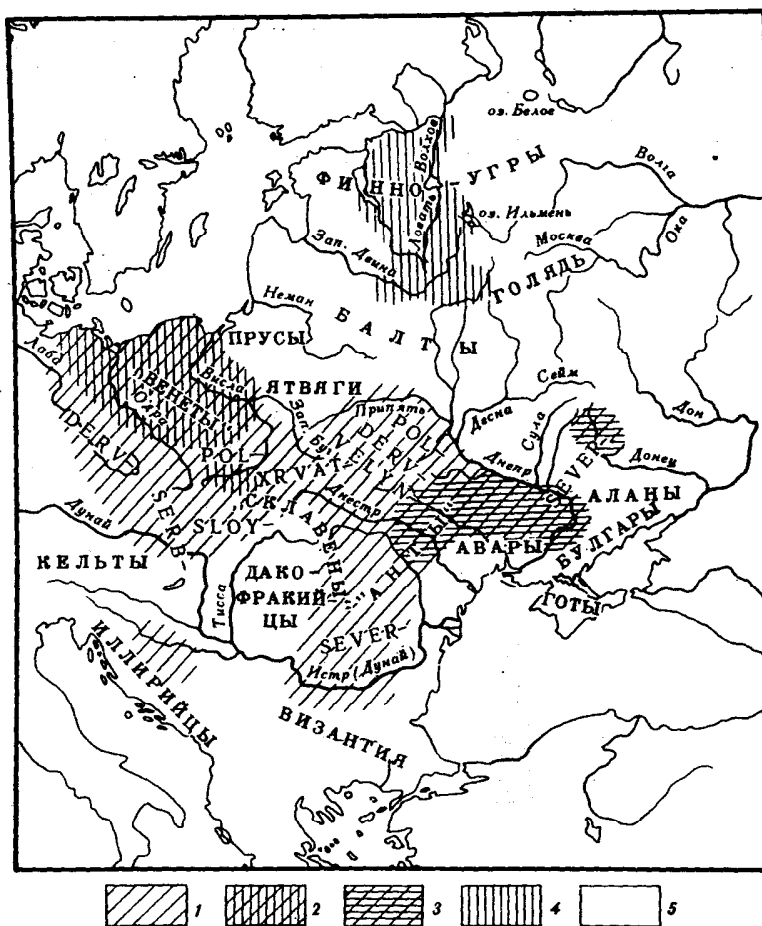 оз. Белое
Волхов
Волга
ФИННО-УГРЫ
Ловать
оз. Ильмень
Ока
Москва
Зап. Двина
ГОЛЯДЬ
Неман
БАЛТЫ
ПРУСЫ
Лаба
ВЕНЕТЫ
Висла
ЯТВЯГИ
Сейм
Одра
Зап. Буг
Припять
Десна
Дон
DERV-
POL-
POL-
DERV-
Сула
VELYN-
Днепр
SEVER-
Донец
XRVAT-
АЛАНЫ
SERB-
СКЛАВЕНЫ
Днестр
Дунай
SLOV-
"АНТЫ"
АВАРЫ
БУЛГАРЫ
КЕЛЬТЫ
ДАКО-
ФРАКИЙ-
ЦЫ
ГОТЫ
Тисса
SEVER-
ИЛЛИРИЙЦЫ
Истр (Дунай)
ВИЗАНТИЯ
1 2 3 4 5